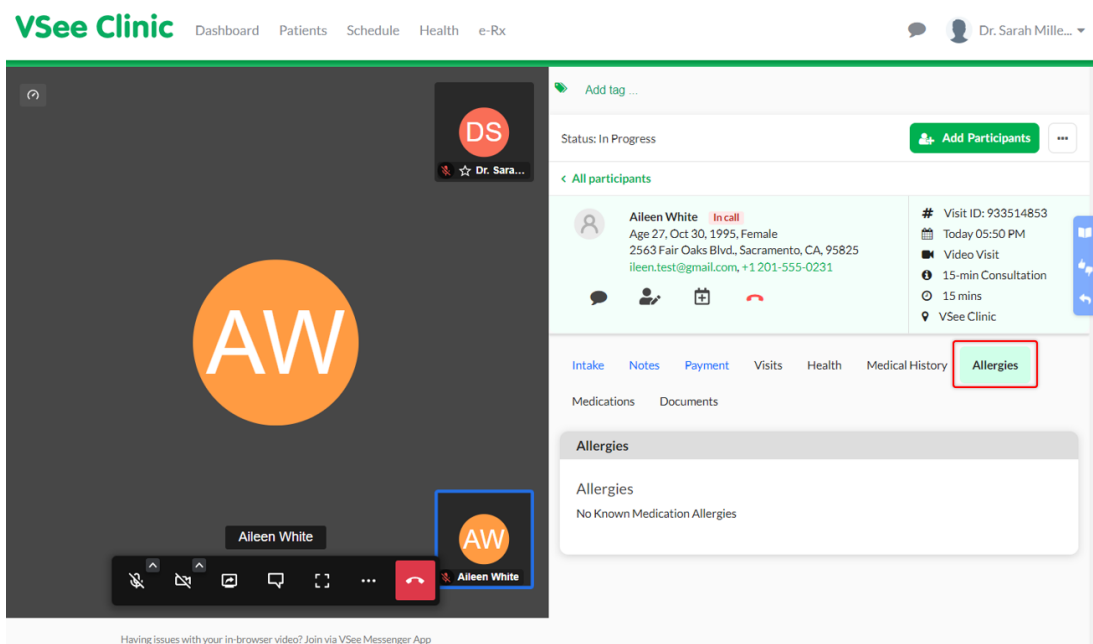 VSee Clinic Dashboard Patients Schedule Health e-Rx Dr. Sarah Mille...
DS
Dr. Sara...
AW
Aileen White
AW
Aileen White
Having issues with your in-browser video? Join via VSee Messenger App
Add tag ...
Status: In Progress Add Participants
< All participants
Aileen White In call
Age 27, Oct 30, 1995, Female
2563 Fair Oaks Blvd., Sacramento, CA, 95825
ileen.test@gmail.com, +1 201-555-0231
# Visit ID: 933514853
Today 05:50 PM
Video Visit
15-min Consultation
15 mins
VSee Clinic
Intake Notes Payment Visits Health Medical History Allergies
Medications Documents
Allergies
Allergies
No Known Medication Allergies